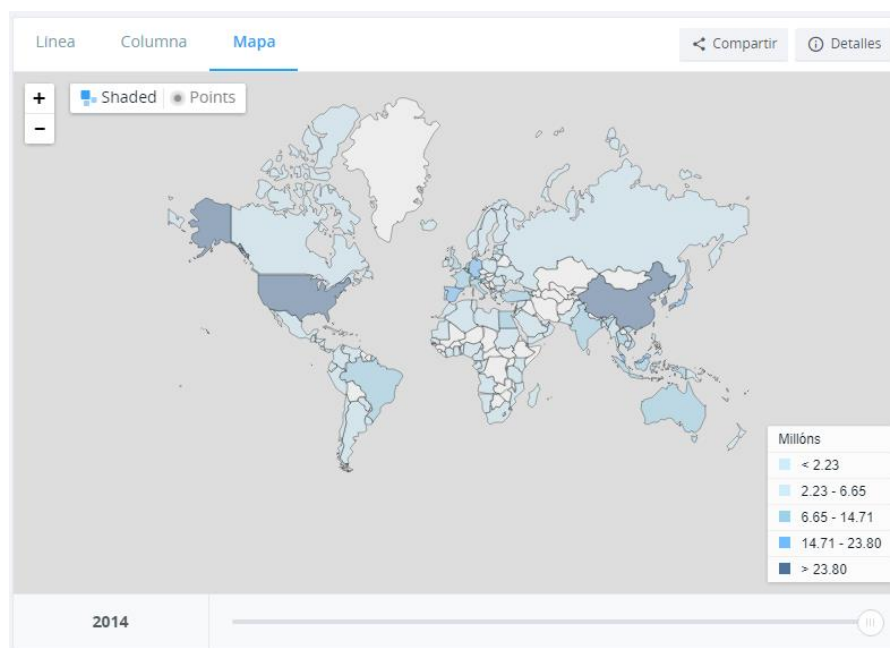 Línea Columna Mapa
Compartir Detalles
+
Shaded Points
−
Millóns
< 2.23
2.23 - 6.65
6.65 - 14.71
14.71 - 23.80
> 23.80
2014